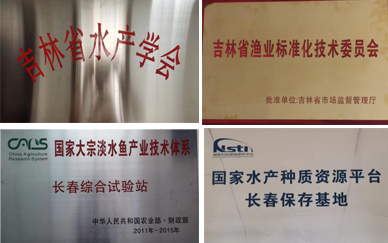 吉林省水产学会
吉林省渔业标准化技术委员会
批准单位:吉林省市场监督管理厅
CARS
China Agriculture
Research System
国家大宗淡水鱼产业技术体系
长春综合试验站
中华人民共和国农业部·财政部
2011年-2015年
Nsti
国家水产种质资源平台
长春保存基地